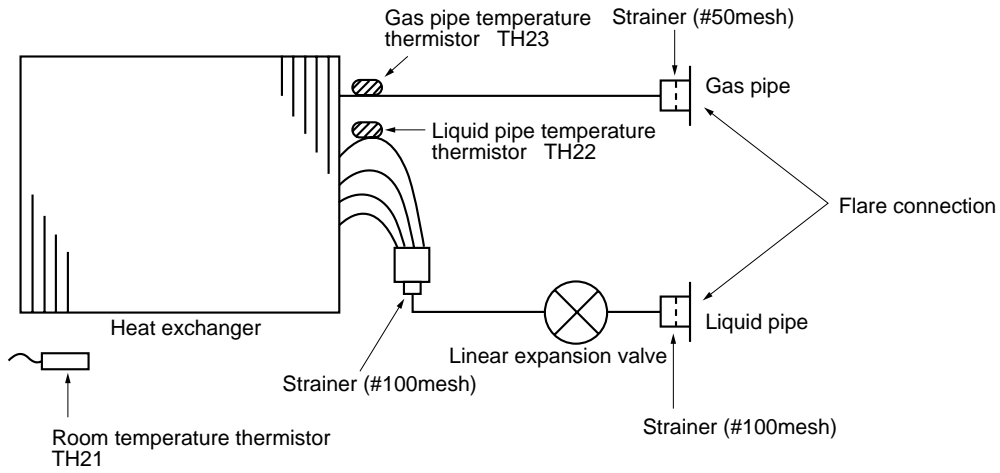 Gas pipe temperature
thermistor TH23
Strainer (#50mesh)
Gas pipe
Liquid pipe temperature
thermistor TH22
Flare connection
Heat exchanger
Liquid pipe
Linear expansion valve
Strainer (#100mesh)
Strainer (#100mesh)
Room temperature thermistor
TH21